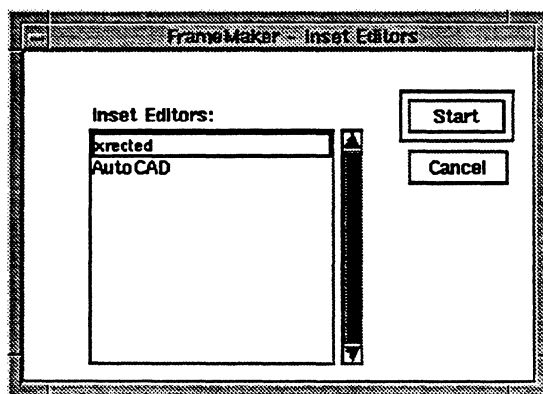 FrameMaker - Inset Editors
Inset Editors:
xrected
AutoCAD
Start
Cancel